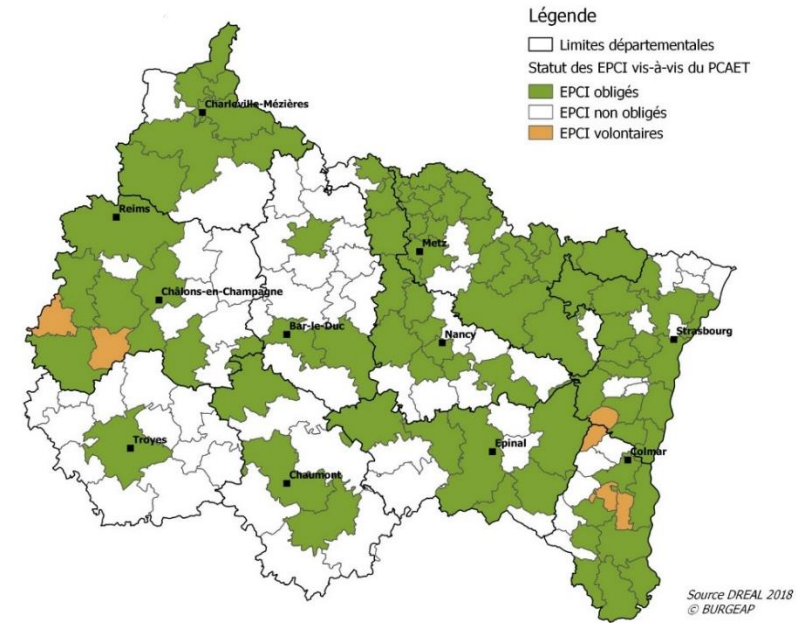 Légende
Limites départementales
Statut des EPCI vis-à-vis du PCAET
EPCI obligés
EPCI non obligés
EPCI volontaires
Charleville-Mézières
Reims
Metz
Châlons-en-Champagne
Bar-le-Duc
Nancy
Strasbourg
Troyes
Epinal
Colmar
Chaumont
Source DREAL 2018
© BURGEAP